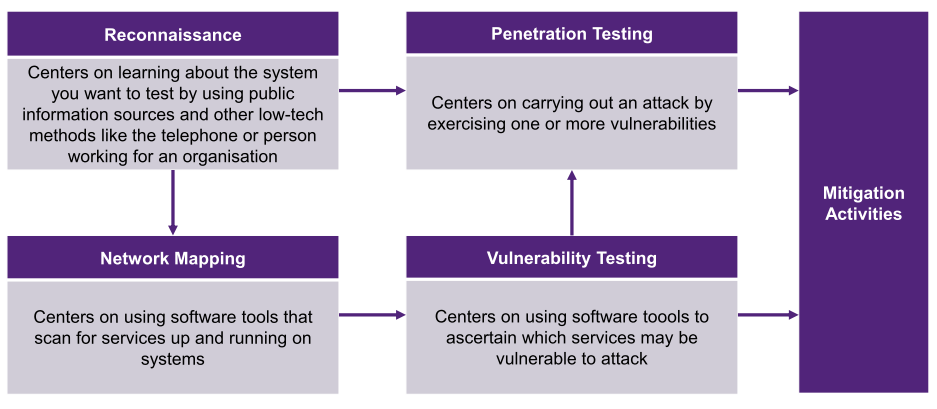 Reconnaissance
Centers on learning about the system
you want to test by using public
information sources and other low-tech
methods like the telephone or person
working for an organisation
Penetration Testing
Centers on carrying out an attack by
exercising one or more vulnerabilities
Network Mapping
Centers on using software tools that
scan for services up and running on
systems
Vulnerability Testing
Centers on using software toools to
ascertain which services may be
vulnerable to attack
Mitigation
Activities